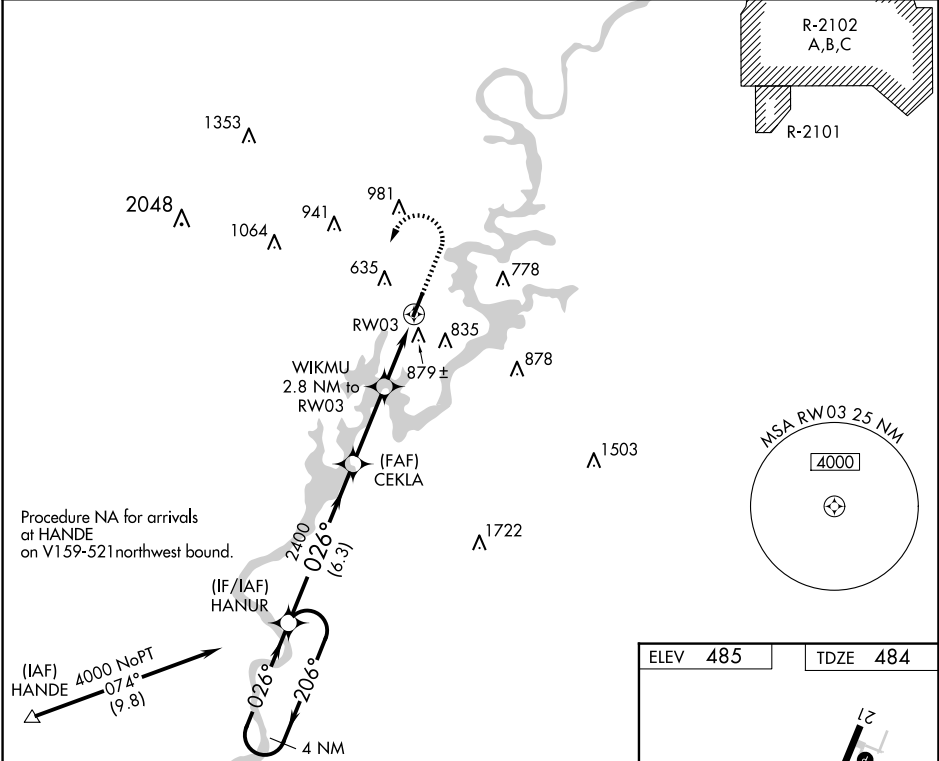 R-2102
A,B,C
R-2101
1353
2048
1064
941
981
635
778
RW03
835
879 ±
878
WIKMU
2.8 NM to
RW03
(FAF)
CEKLA
1503
MSA RW03 25 NM
4000
Procedure NA for arrivals
at HANDE
on V159-521 northwest bound.
2400
026°
(6.3)
1722
(IF/IAF)
HANUR
(IAF)
HANDE
4000 NoPT
074°
(9.8)
026°
206°
4 NM
ELEV 485
TDZE 484
21